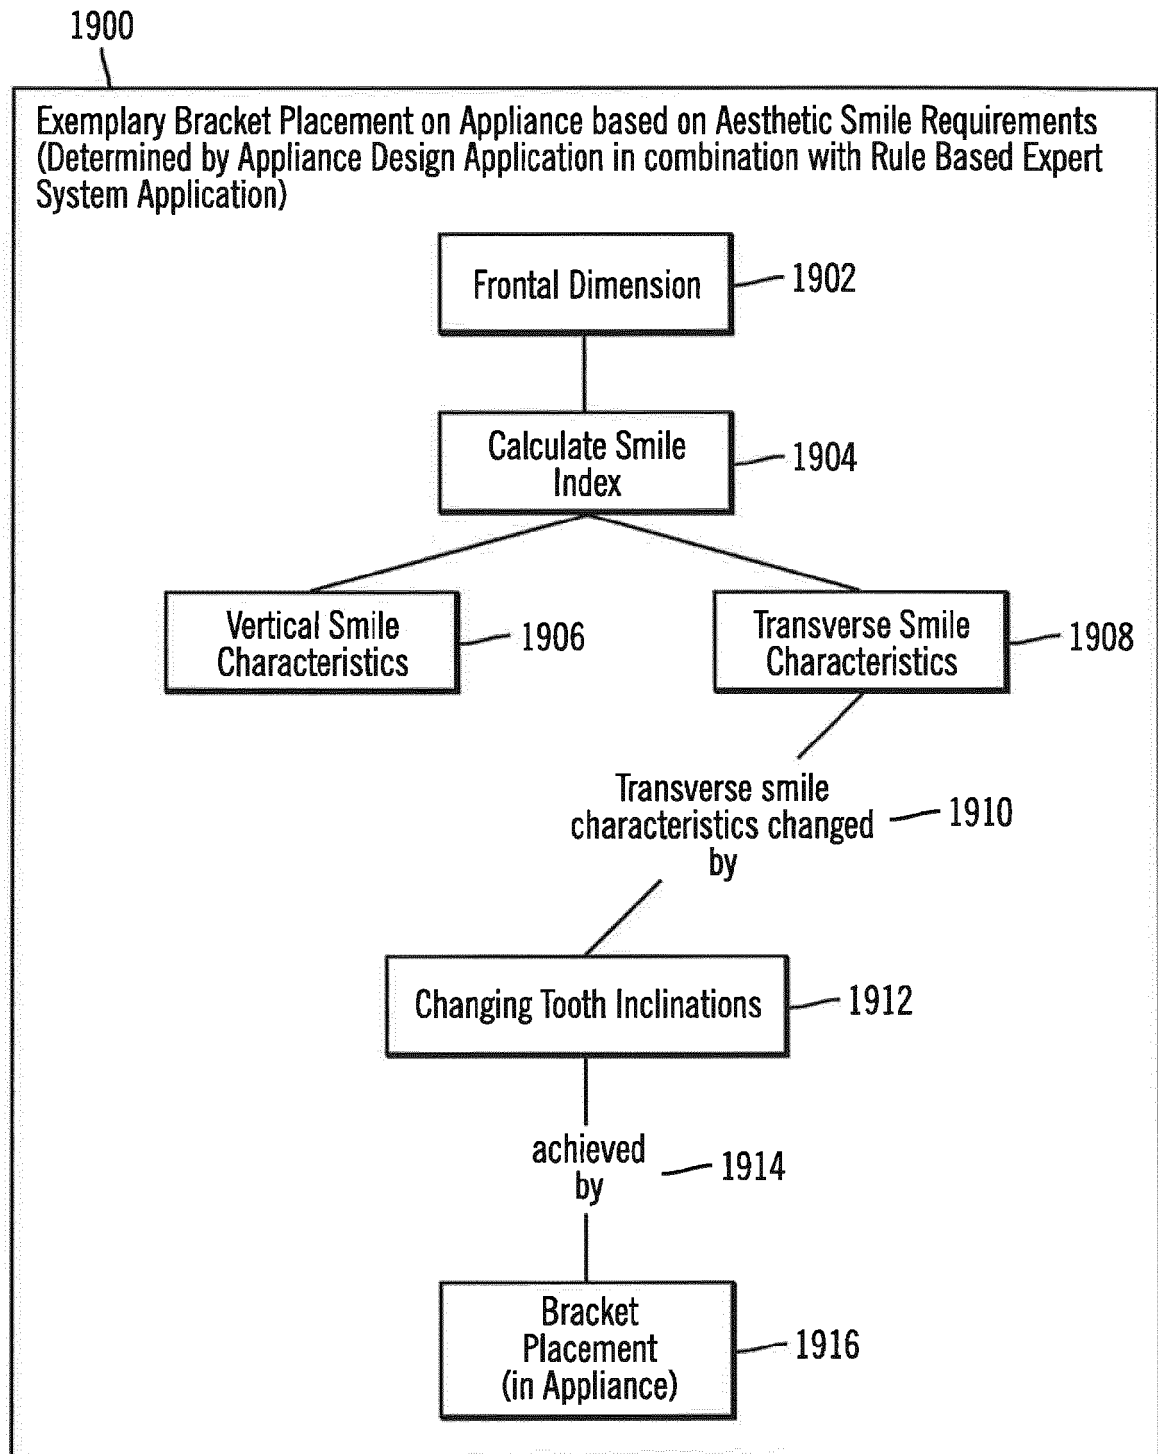 1900
Exemplary Bracket Placement on Appliance based on Aesthetic Smile Requirements
(Determined by Appliance Design Application in combination with Rule Based Expert
System Application)
Frontal Dimension
1902
Calculate Smile
Index
1904
Vertical Smile
Characteristics
1906
Transverse Smile
Characteristics
1908
Transverse smile
characteristics changed
by
1910
Changing Tooth Inclinations
1912
achieved
by
1914
Bracket
Placement
(in Appliance)
1916